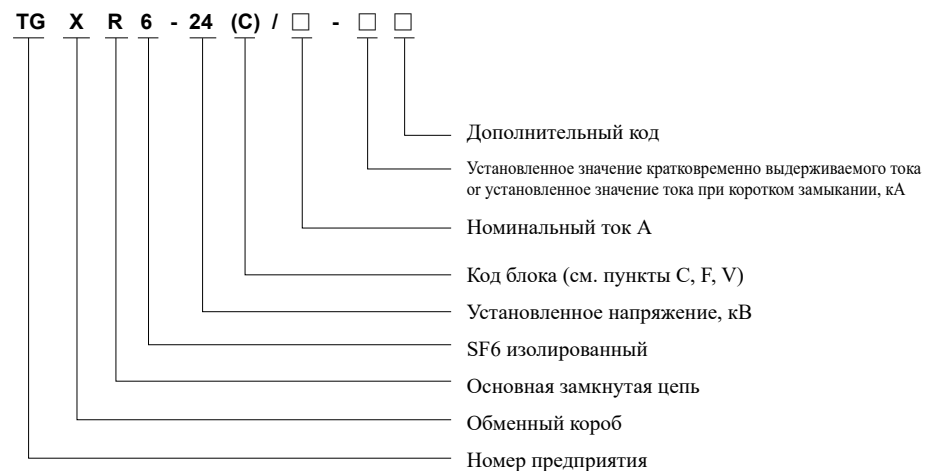 TG X R 6 - 24 (C) / □ - □ □
Дополнительный код
Установленное значение кратковременно выдерживаемого тока
or установленное значение тока при коротком замыкании, кА
Номинальный ток А
Код блока (см. пункты C, F, V)
Установленное напряжение, кВ
SF6 изолированный
Основная замкнутая цепь
Обменный короб
Номер предприятия